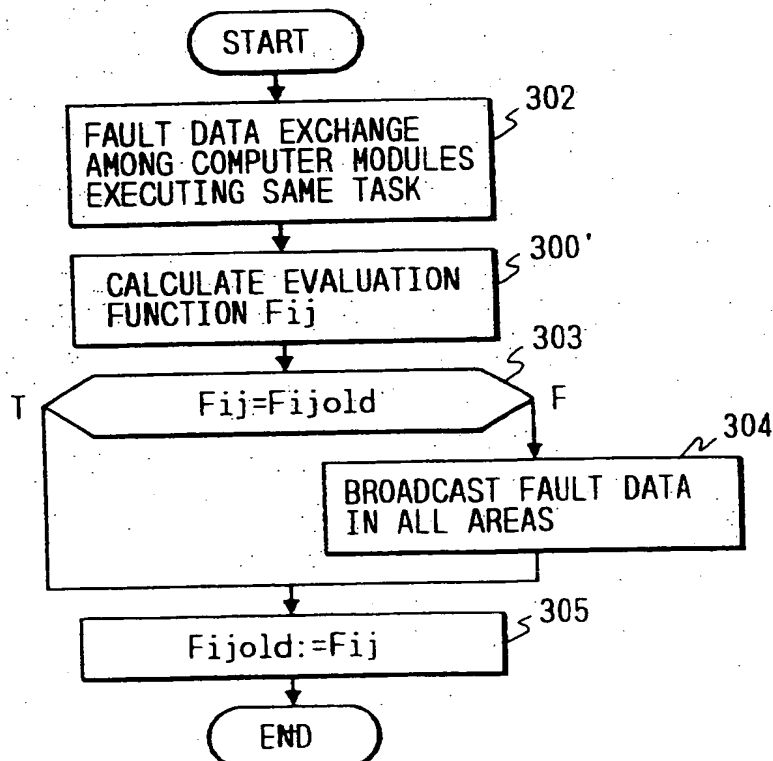 START
302
FAULT DATA EXCHANGE
AMONG COMPUTER MODULES
EXECUTING SAME TASK
300'
CALCULATE EVALUATION
FUNCTION Fij
303
T
Fij=Fijold
F
304
BROADCAST FAULT DATA
IN ALL AREAS
305
Fijold:=Fij
END